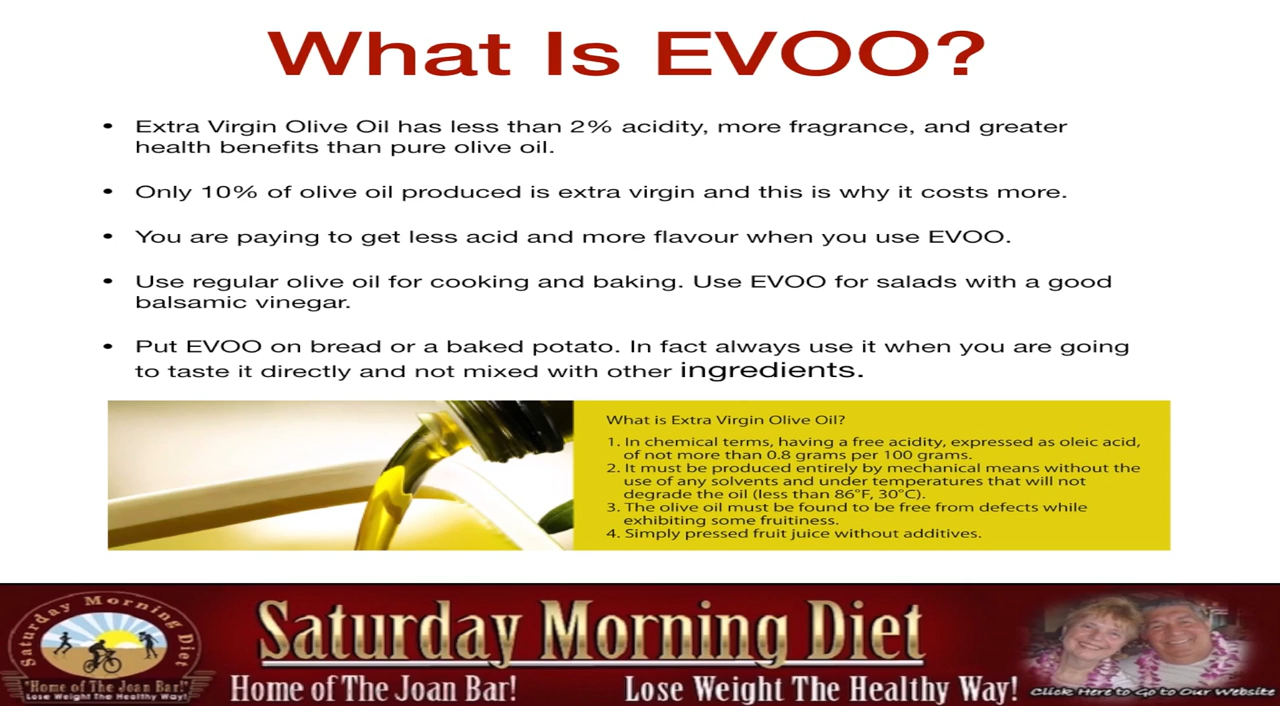 What Is EVOO?
• Extra Virgin Olive Oil has less than 2% acidity, more fragrance, and greater
health benefits than pure olive oil.
• Only 10% of olive oil produced is extra virgin and this is why it costs more.
• You are paying to get less acid and more flavour when you use EVOO.
• Use regular olive oil for cooking and baking. Use EVOO for salads with a good
balsamic vinegar.
• Put EVOO on bread or a baked potato. In fact always use it when you are going
to taste it directly and not mixed with other ingredients.
What is Extra Virgin Olive Oil?
1. In chemical terms, having a free acidity, expressed as oleic acid,
of not more than 0.8 grams per 100 grams.
2. It must be produced entirely by mechanical means without the
use of any solvents and under temperatures that will not
degrade the oil (less than 86°F, 30°C).
3. The olive oil must be found to be free from defects while
exhibiting some fruitiness.
4. Simply pressed fruit juice without additives.
Saturday Morning Diet
"Home of The Joan Bar!"
Lose Weight The Healthy Way!
Saturday Morning Diet
Home of The Joan Bar!
Lose Weight The Healthy Way!
Click Here to Go to Our Website